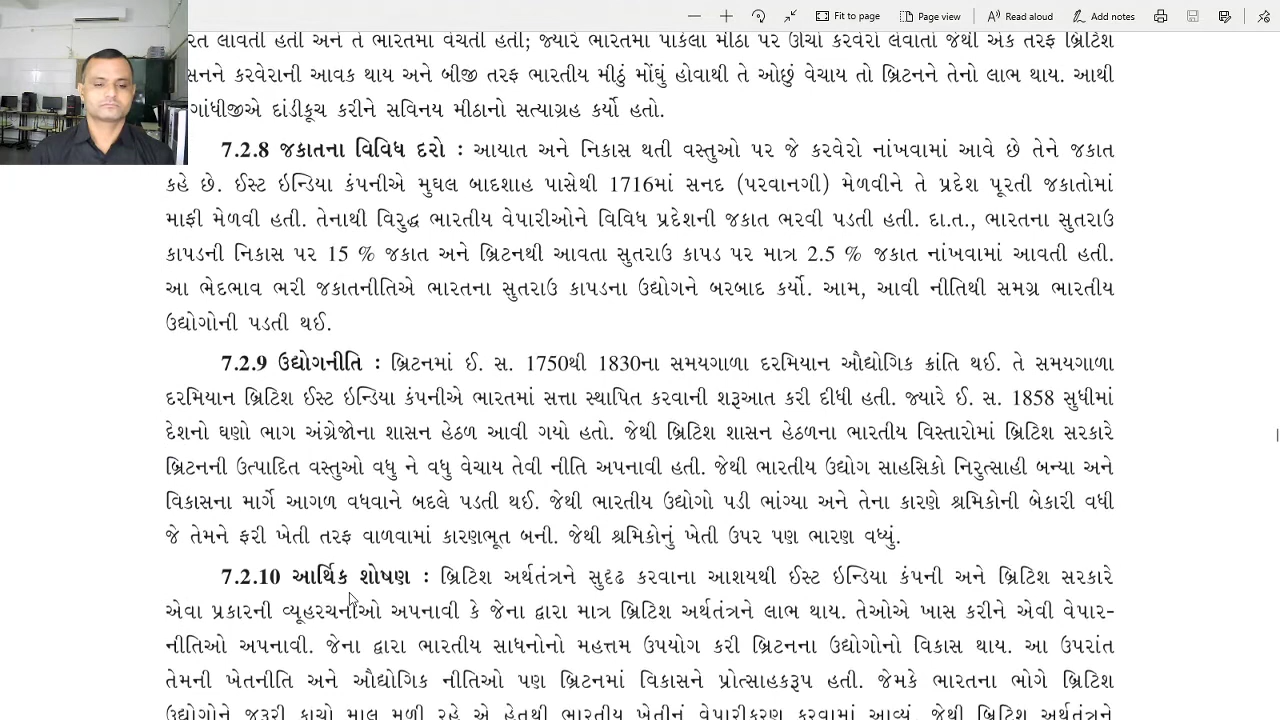 Fit to page
Page view
Read aloud
Add notes
લાવતી હતી અને તે ભારતમાં વેચતી હતી; જ્યારે ભારતમાં પાકેલા મીઠા પર ઊંચો કરવેરો લેવાતો જેથી એક તરફ બ્રિટિશ
કરવેરાની આવક થાય અને બીજી તરફ ભારતીય મીઠું મોંઘું હોવાથી તે ઓછું વેચાય તો બ્રિટનને તેનો લાભ થાય. આથી
ગાંધીજીએ દાંડીકૂચ કરીને સવિનય મીઠાનો સત્યાગ્રહ કર્યો હતો.
7.2.8 જકાતના વિવિધ દરો : આયાત અને નિકાસ થતી વસ્તુઓ પર જે કરવેરો નાંખવામાં આવે છે તેને જકાત
કહે છે. ઈસ્ટ ઇન્ડિયા કંપનીએ મુઘલ બાદશાહ પાસેથી 1716માં સનદ (પરવાનગી) મેળવીને તે પ્રદેશ પૂરતી જકાતોમાં
માફી મેળવી હતી. તેનાથી વિરુદ્ધ ભારતીય વેપારીઓને વિવિધ પ્રદેશની જકાત ભરવી પડતી હતી. દા.ત., ભારતના સુતરાઉ
કાપડની નિકાસ પર 15 % જકાત અને બ્રિટનથી આવતા સુતરાઉ કાપડ પર માત્ર 2.5 % જકાત નાંખવામાં આવતી હતી.
આ ભેદભાવ ભરી જકાતનીતિએ ભારતના સુતરાઉ કાપડના ઉદ્યોગને બરબાદ કર્યો. આમ, આવી નીતિથી સમગ્ર ભારતીય
ઉદ્યોગોની પડતી થઈ.
7.2.9 ઉદ્યોગનીતિ : બ્રિટનમાં ઈ. સ. 1750થી 1830ના સમયગાળા દરમિયાન ઔદ્યોગિક ક્રાંતિ થઈ. તે સમયગાળા
દરમિયાન બ્રિટિશ ઈસ્ટ ઇન્ડિયા કંપનીએ ભારતમાં સત્તા સ્થાપિત કરવાની શરૂઆત કરી દીધી હતી. જ્યારે ઈ. સ. 1858 સુધીમાં
દેશનો ઘણો ભાગ અંગ્રેજોના શાસન હેઠળ આવી ગયો હતો. જેથી બ્રિટિશ શાસન હેઠળના ભારતીય વિસ્તારોમાં બ્રિટિશ સરકારે
બ્રિટનની ઉત્પાદિત વસ્તુઓ વધુ ને વધુ વેચાય તેવી નીતિ અપનાવી હતી. જેથી ભારતીય ઉદ્યોગ સાહસિકો નિરુત્સાહી બન્યા અને
વિકાસના માર્ગે આગળ વધવાને બદલે પડતી થઈ. જેથી ભારતીય ઉદ્યોગો પડી ભાંગ્યા અને તેના કારણે શ્રમિકોની બેકારી વધી
જે તેમને ફરી ખેતી તરફ વાળવામાં કારણભૂત બની. જેથી શ્રમિકોનું ખેતી ઉપર પણ ભારણ વધ્યું.
7.2.10 આર્થિક શોષણ : બ્રિટિશ અર્થતંત્રને સુદૃઢ કરવાના આશયથી ઈસ્ટ ઇન્ડિયા કંપની અને બ્રિટિશ સરકારે
એવા પ્રકારની વ્યૂહરચનાઓ અપનાવી કે જેના દ્વારા માત્ર બ્રિટિશ અર્થતંત્રને લાભ થાય. તેઓએ ખાસ કરીને એવી વેપાર-
નીતિઓ અપનાવી. જેના દ્વારા ભારતીય સાધનોનો મહત્તમ ઉપયોગ કરી બ્રિટનના ઉદ્યોગોનો વિકાસ થાય. આ ઉપરાંત
તેમની ખેતનીતિ અને ઔદ્યોગિક નીતિઓ પણ બ્રિટનમાં વિકાસને પ્રોત્સાહકરૂપ હતી. જેમકે ભારતના ભોગે બ્રિટિશ
ઉદ્યોગોને જરૂરી કાચો માલ મળી રહે એ હેતુથી ભારતીય ખેતીનું વેપારીકરણ કરવામાં આવ્યું. જેથી બ્રિટિશ અર્થતંત્રને